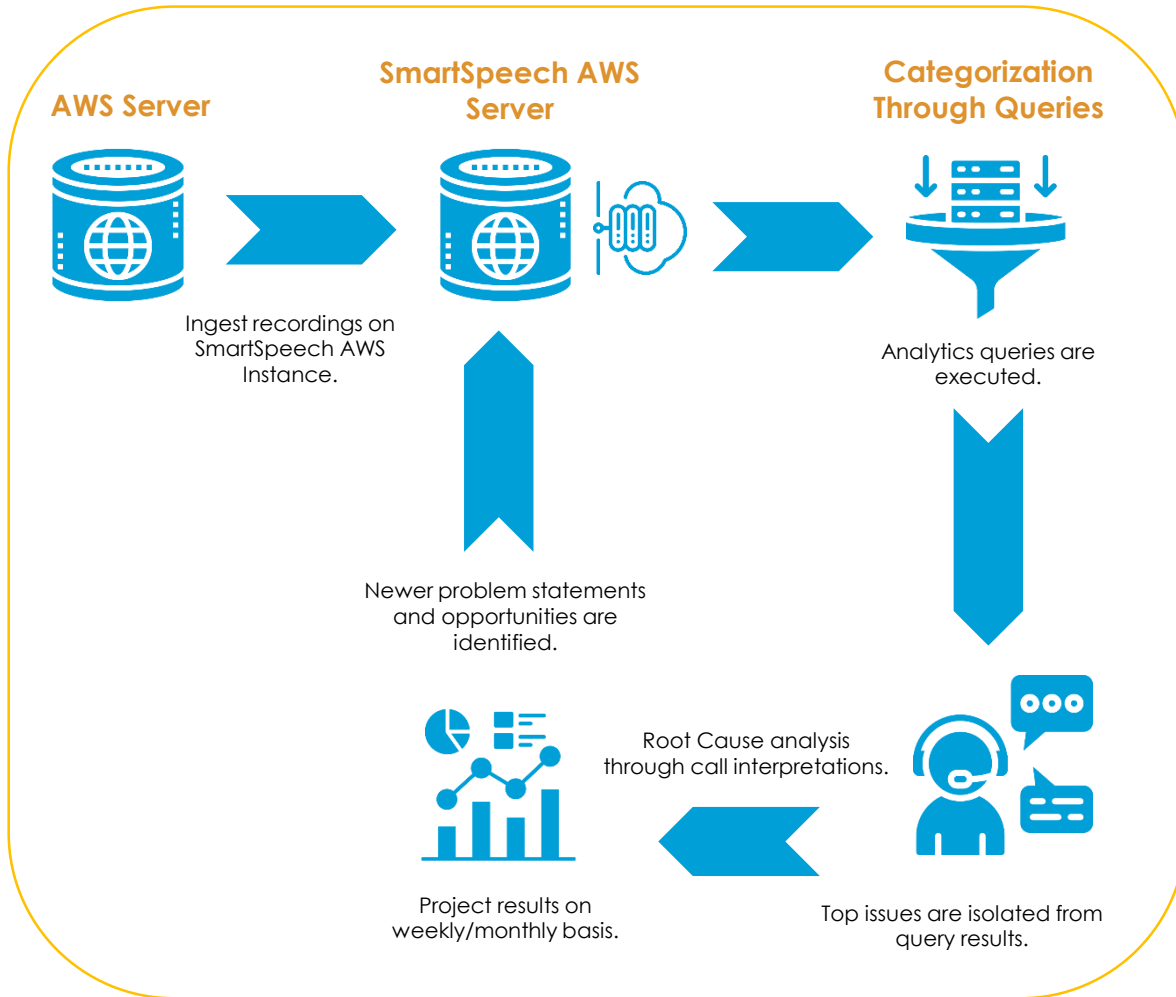 AWS Server
SmartSpeech AWS
Server
Categorization
Through Queries
Ingest recordings on
SmartSpeech AWS
Instance.
Analytics queries are
executed.
Newer problem statements
and opportunities are
identified.
Root Cause analysis
through call interpretations.
Project results on
weekly/monthly basis.
Top issues are isolated from
query results.